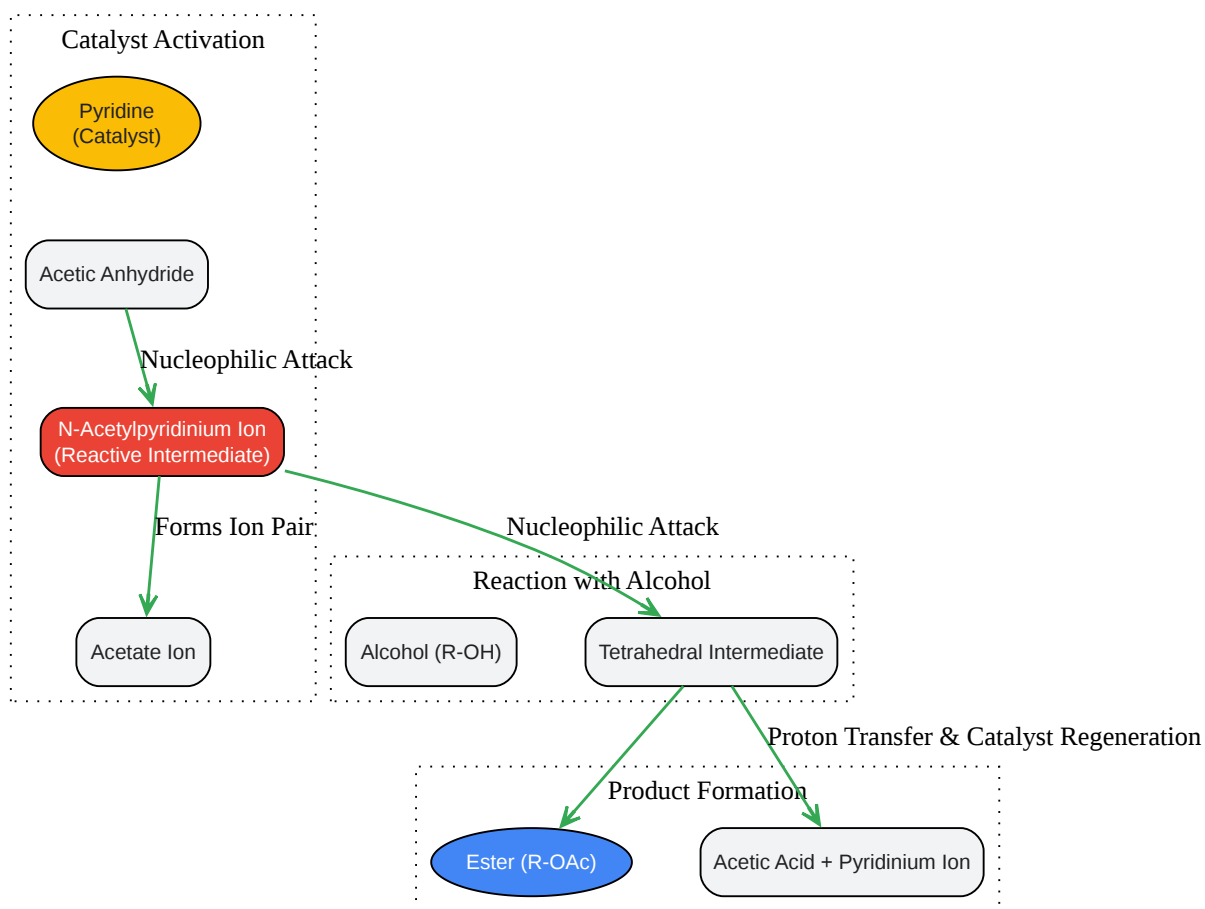 Catalyst Activation
Pyridine
(Catalyst)
Acetic Anhydride
Nucleophilic Attack
N-Acetylpyridinium Ion
(Reactive Intermediate)
Forms Ion Pair
Nucleophilic Attack
Reaction with Alcohol
Acetate Ion
Alcohol (R-OH)
Tetrahedral Intermediate
Proton Transfer & Catalyst Regeneration
Product Formation
Ester (R-OAc)
Acetic Acid + Pyridinium Ion